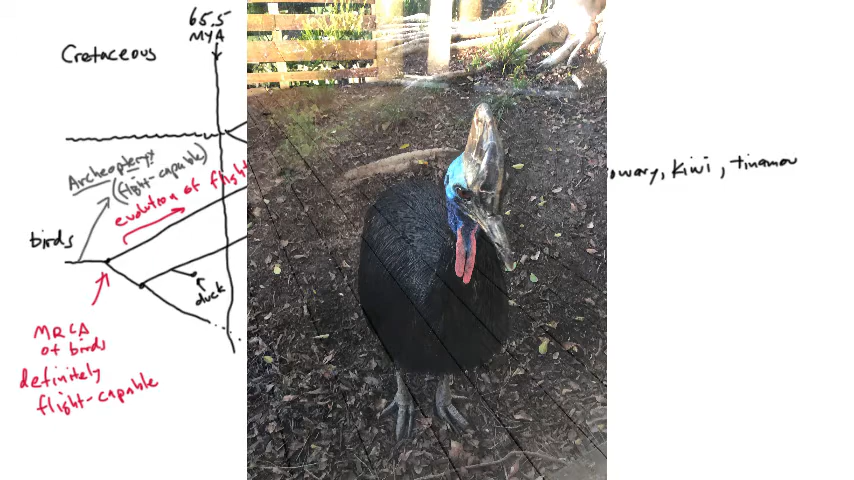 65.5
MYA
Cretaceous
Archeopteryx
(flight-capable)
evolution of flight
kiwi, tinamou
birds
duck
MRCA
of birds
definitely
flight-capable